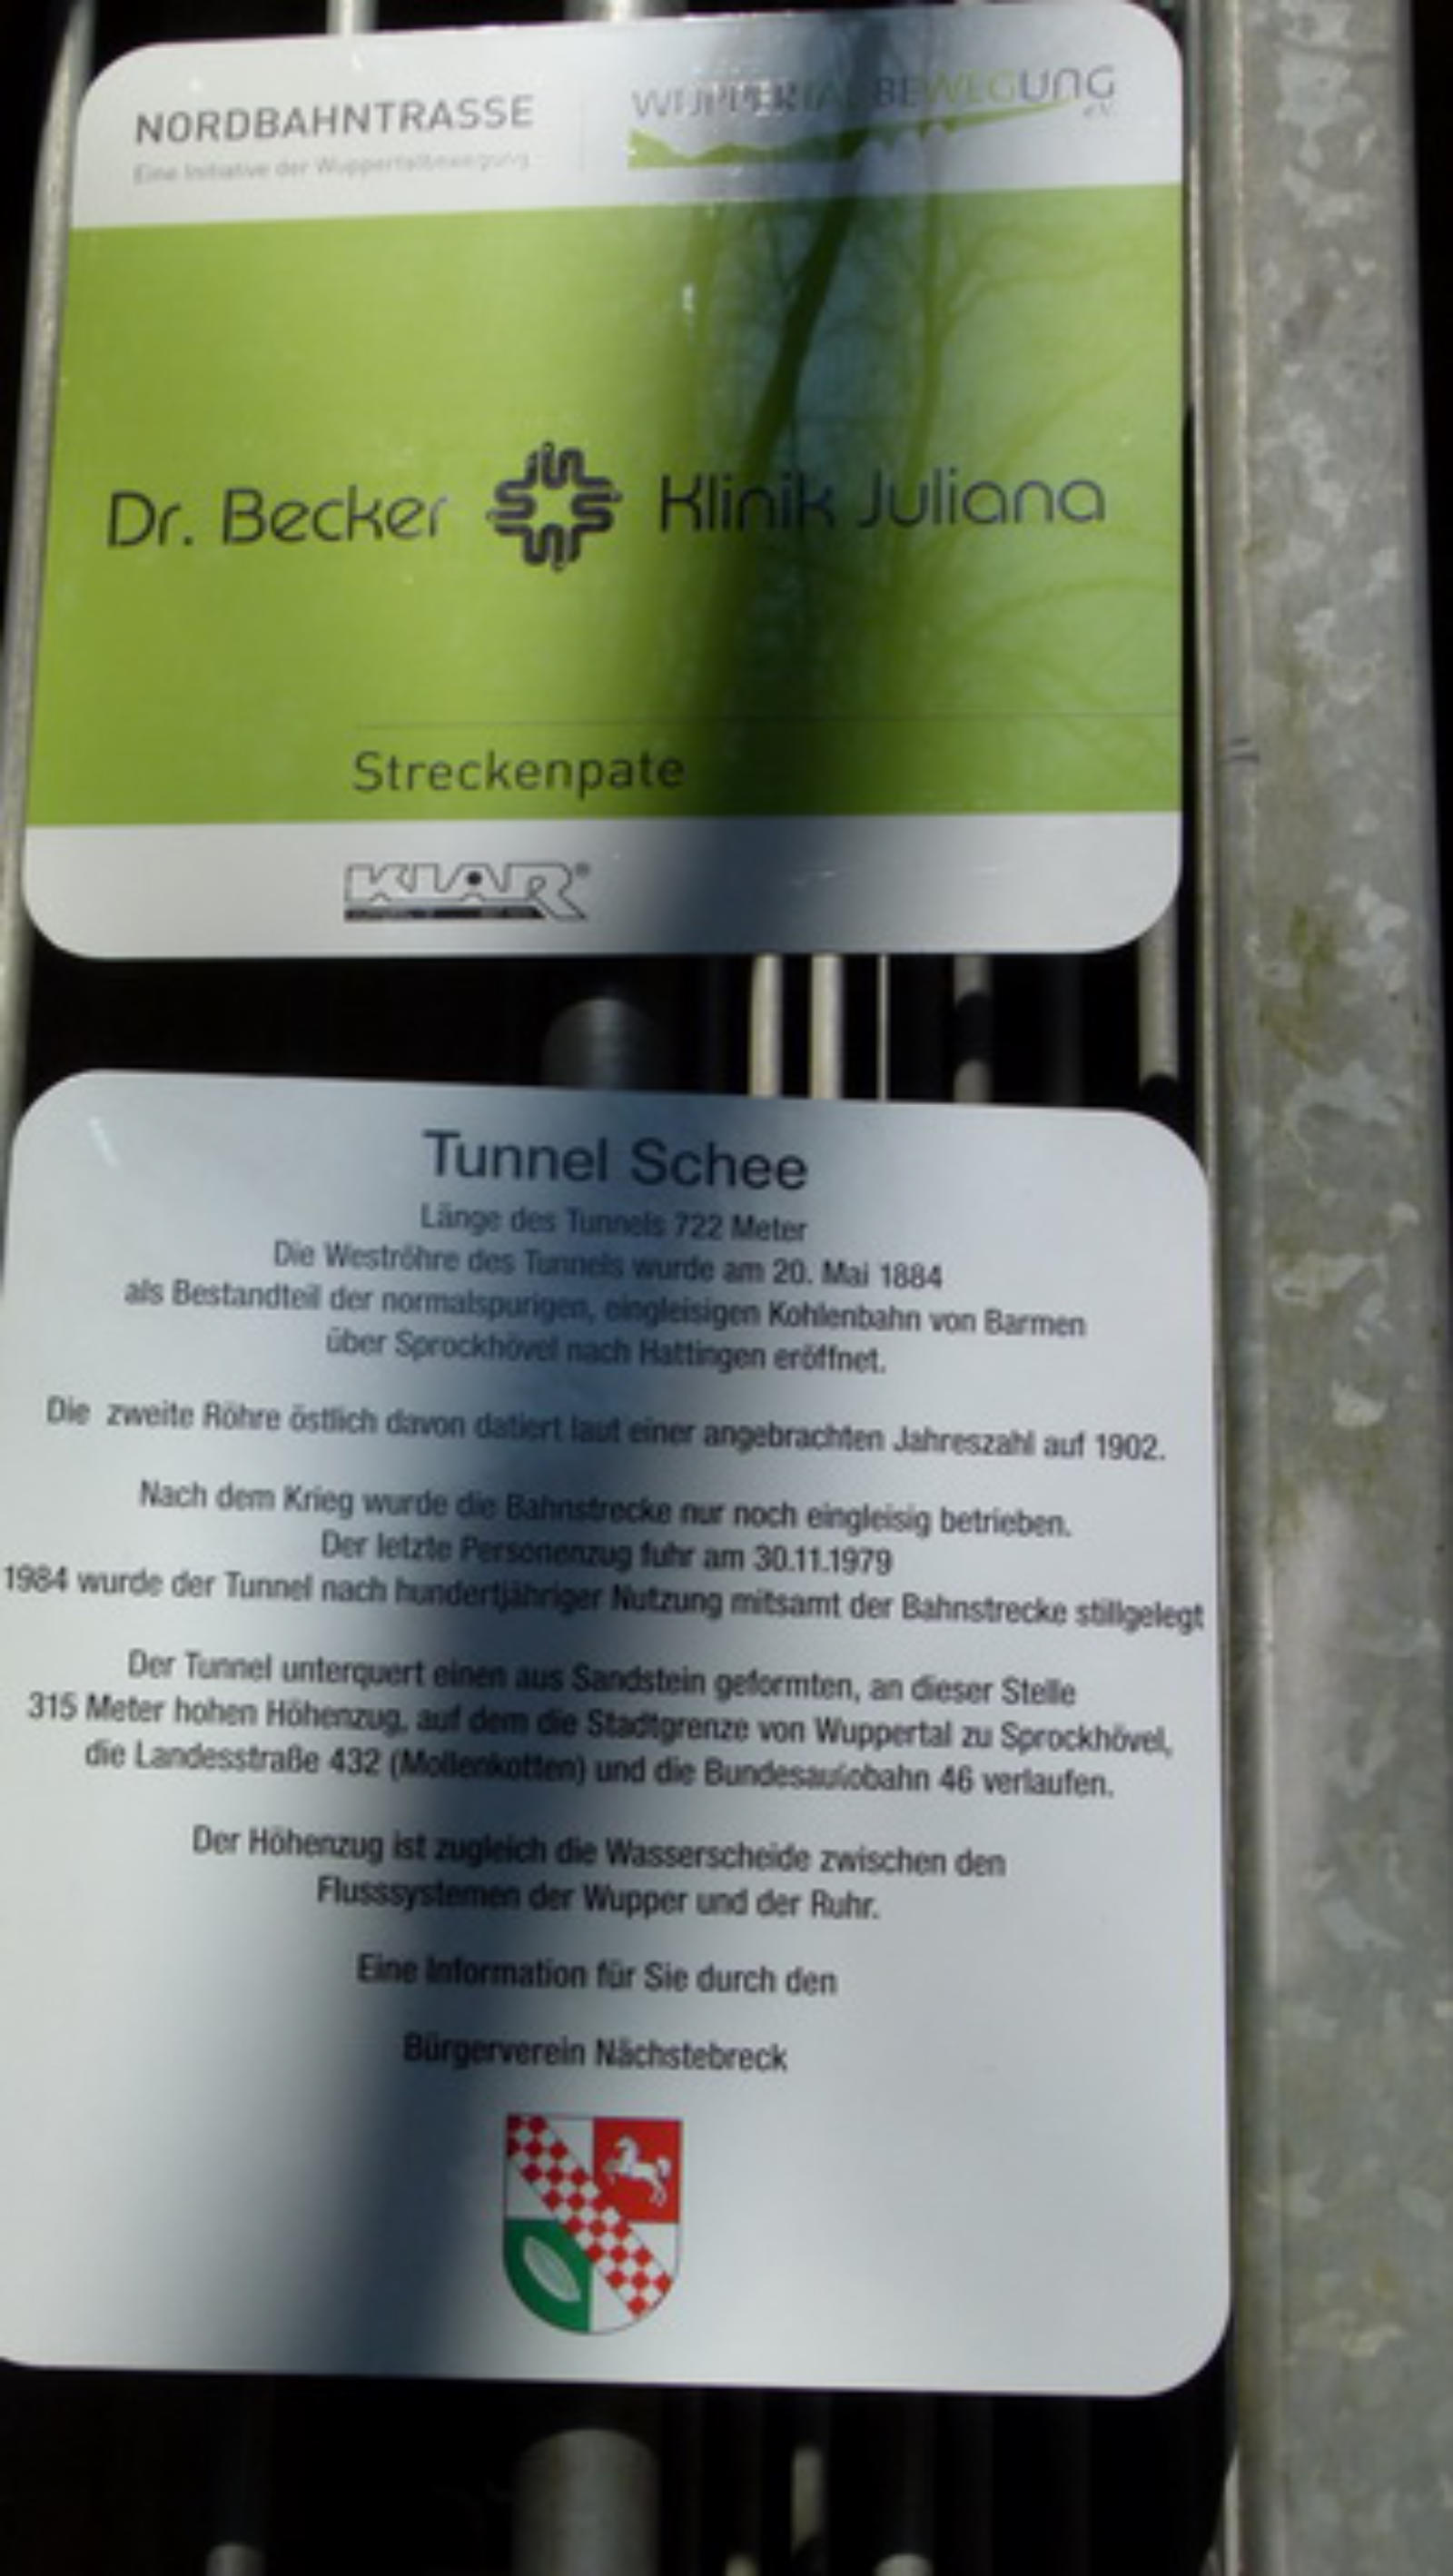 NORDBAHNTRASSE
Eine Initiative der Wuppertalbewegung
WUPPERTALBEWEGUNG
e.V.
Dr. Becker Klinik Juliana
Streckenpate
KLAR®
Tunnel Schee
Länge des Tunnels 722 Meter
Die Weströhre des Tunnels wurde am 20. Mai 1884
als Bestandteil der normalspurigen, eingleisigen Kohlenbahn von Barmen
über Sprockhövel nach Hattingen eröffnet.
Die zweite Röhre östlich davon datiert laut einer angebrachten Jahreszahl auf 1902.
Nach dem Krieg wurde die Bahnstrecke nur noch eingleisig betrieben.
Der letzte Personenzug fuhr am 30.11.1979
1984 wurde der Tunnel nach hundertjähriger Nutzung mitsamt der Bahnstrecke stillgelegt
Der Tunnel unterquert einen aus Sandstein geformten, an dieser Stelle
315 Meter hohen Höhenzug, auf dem die Stadtgrenze von Wuppertal zu Sprockhövel,
die Landesstraße 432 (Mollenkotten) und die Bundesautobahn 46 verlaufen.
Der Höhenzug ist zugleich die Wasserscheide zwischen den
Flusssystemen der Wupper und der Ruhr.
Eine Information für Sie durch den
Bürgerverein Nächstebreck